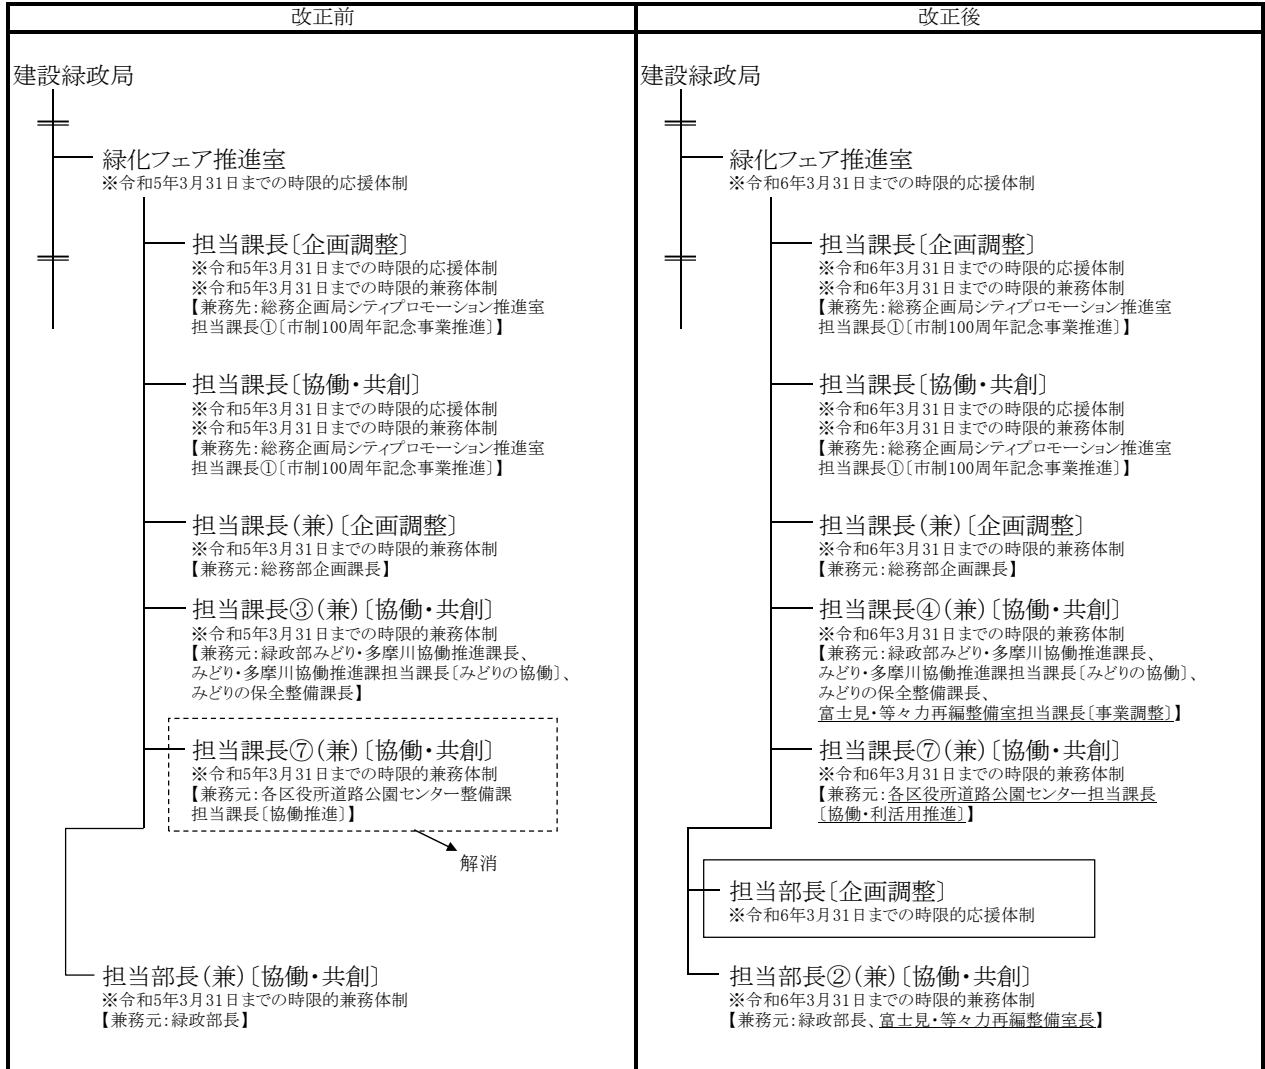 改正前
建設緑政局
緑化フェア推進室
※令和5年3月31日までの時限的応援体制
担当課長〔企画調整〕
※令和5年3月31日までの時限的応援体制
※令和5年3月31日までの時限的兼務体制
【兼務先：総務企画局シティプロモーション推進室
担当課長①〔市制100周年記念事業推進〕】
担当課長〔協働・共創〕
※令和5年3月31日までの時限的応援体制
※令和5年3月31日までの時限的兼務体制
【兼務先：総務企画局シティプロモーション推進室
担当課長①〔市制100周年記念事業推進〕】
担当課長（兼）〔企画調整〕
※令和5年3月31日までの時限的兼務体制
【兼務元：総務部企画課長】
担当課長③（兼）〔協働・共創〕
※令和5年3月31日までの時限的兼務体制
【兼務元：緑政部みどり・多摩川協働推進課長、
みどり・多摩川協働推進課担当課長〔みどりの協働〕、
みどりの保全整備課長】
担当課長⑦（兼）〔協働・共創〕
※令和5年3月31日までの時限的兼務体制
【兼務元：各区役所道路公園センター整備課
担当課長〔協働推進〕】
解消
担当部長（兼）〔協働・共創〕
※令和5年3月31日までの時限的兼務体制
【兼務元：緑政部長】
改正後
建設緑政局
緑化フェア推進室
※令和6年3月31日までの時限的応援体制
担当課長〔企画調整〕
※令和6年3月31日までの時限的応援体制
※令和6年3月31日までの時限的兼務体制
【兼務先：総務企画局シティプロモーション推進室
担当課長①〔市制100周年記念事業推進〕】
担当課長〔協働・共創〕
※令和6年3月31日までの時限的応援体制
※令和6年3月31日までの時限的兼務体制
【兼務先：総務企画局シティプロモーション推進室
担当課長①〔市制100周年記念事業推進〕】
担当課長（兼）〔企画調整〕
※令和6年3月31日までの時限的兼務体制
【兼務元：総務部企画課長】
担当課長④（兼）〔協働・共創〕
※令和6年3月31日までの時限的兼務体制
【兼務元：緑政部みどり・多摩川協働推進課長、
みどり・多摩川協働推進課担当課長〔みどりの協働〕、
みどりの保全整備課長、
富士見・等々力再編整備室担当課長〔事業調整〕】
担当課長⑦（兼）〔協働・共創〕
※令和6年3月31日までの時限的兼務体制
【兼務元：各区役所道路公園センター担当課長
〔協働・利活用推進〕】
担当部長〔企画調整〕
※令和6年3月31日までの時限的応援体制
担当部長②（兼）〔協働・共創〕
※令和6年3月31日までの時限的兼務体制
【兼務元：緑政部長、富士見・等々力再編整備室長】